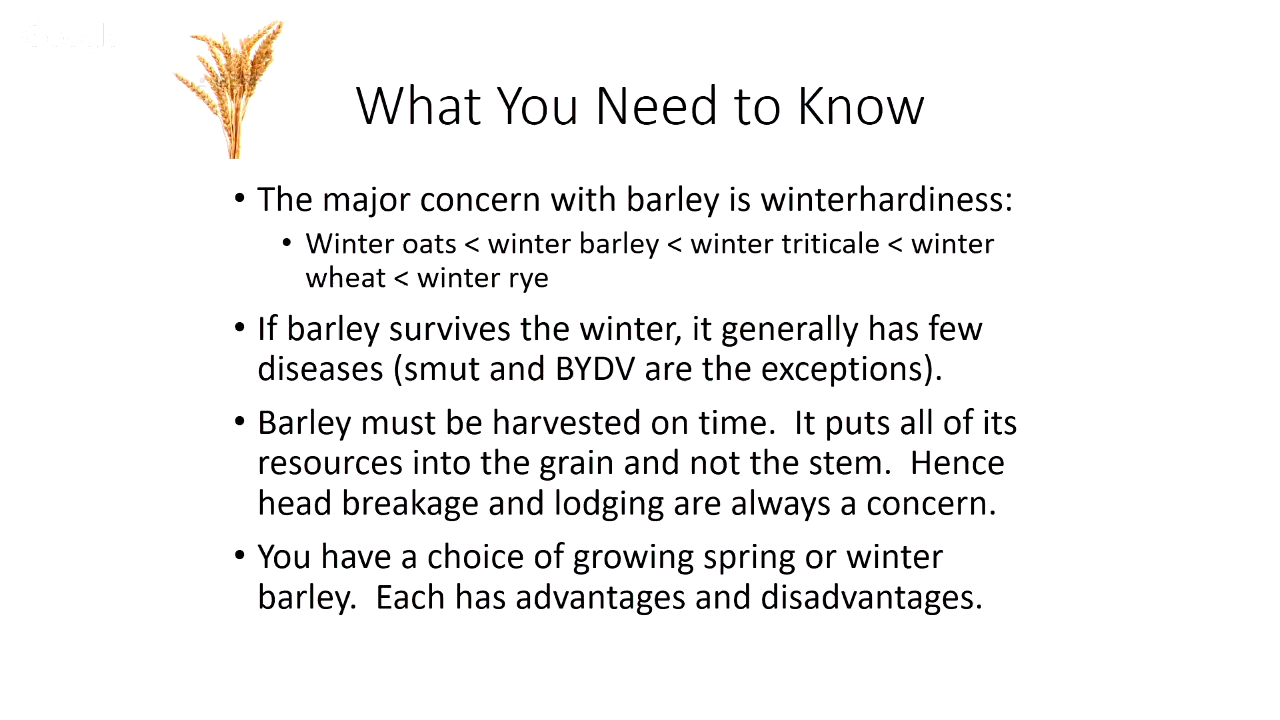 What You Need to Know
• The major concern with barley is winterhardiness:
• Winter oats < winter barley < winter triticale < winter
wheat < winter rye
• If barley survives the winter, it generally has few
diseases (smut and BYDV are the exceptions).
• Barley must be harvested on time.  It puts all of its
resources into the grain and not the stem.  Hence
head breakage and lodging are always a concern.
• You have a choice of growing spring or winter
barley.  Each has advantages and disadvantages.